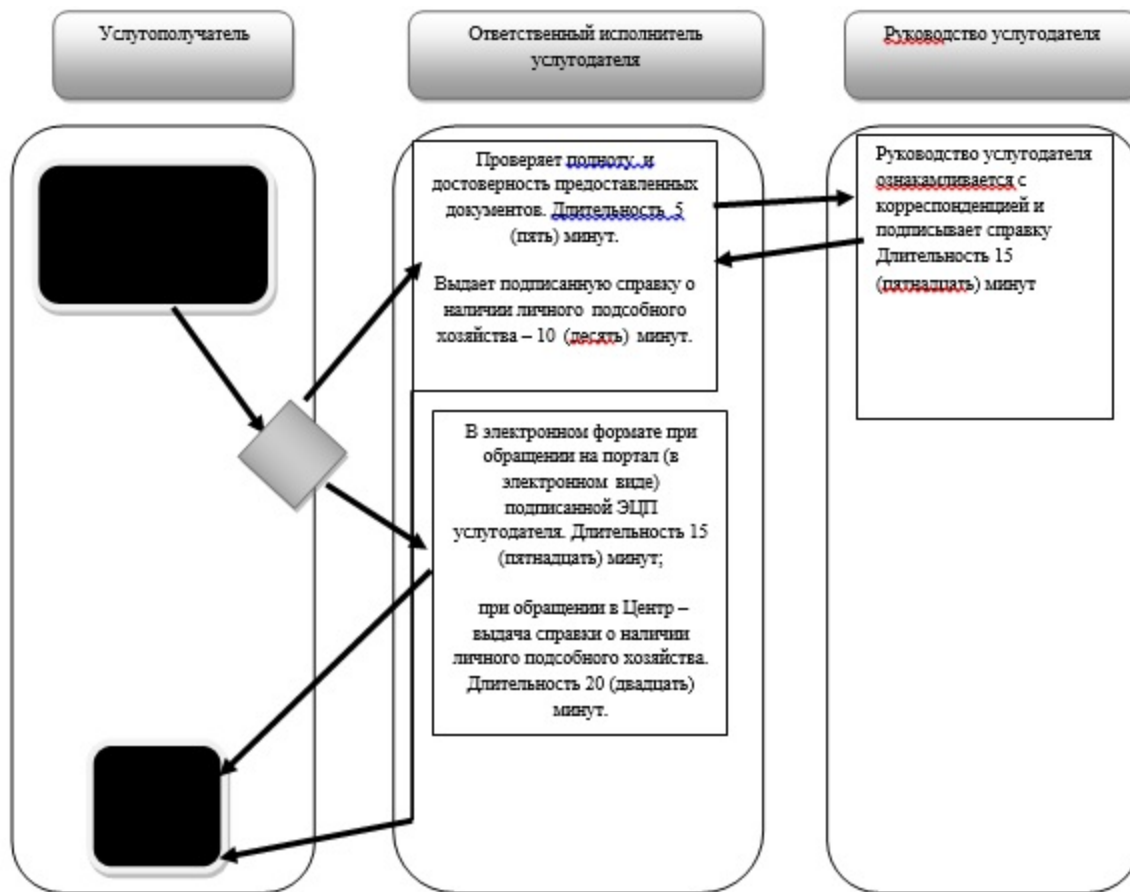 Услугополучатель
Ответственный исполнитель
услугодателя
Руководство услугодателя
Проверяет полноту и
достоверность предоставленных
документов. Длительность 5
(пять) минут.
Выдает подписанную справку о
наличии личного подсобного
хозяйства – 10 (десять) минут.
Руководство услугодателя
ознакамливается с
корреспонденцией и
подписывает справку
Длительность 15
(пятнадцать) минут
В электронном формате при
обращении на портал (в
электронном виде)
подписанной ЭЦП
услугодателя. Длительность 15
(пятнадцать) минут;
при обращении в Центр –
выдача справки о наличии
личного подсобного хозяйства.
Длительность 20 (двадцать)
минут.